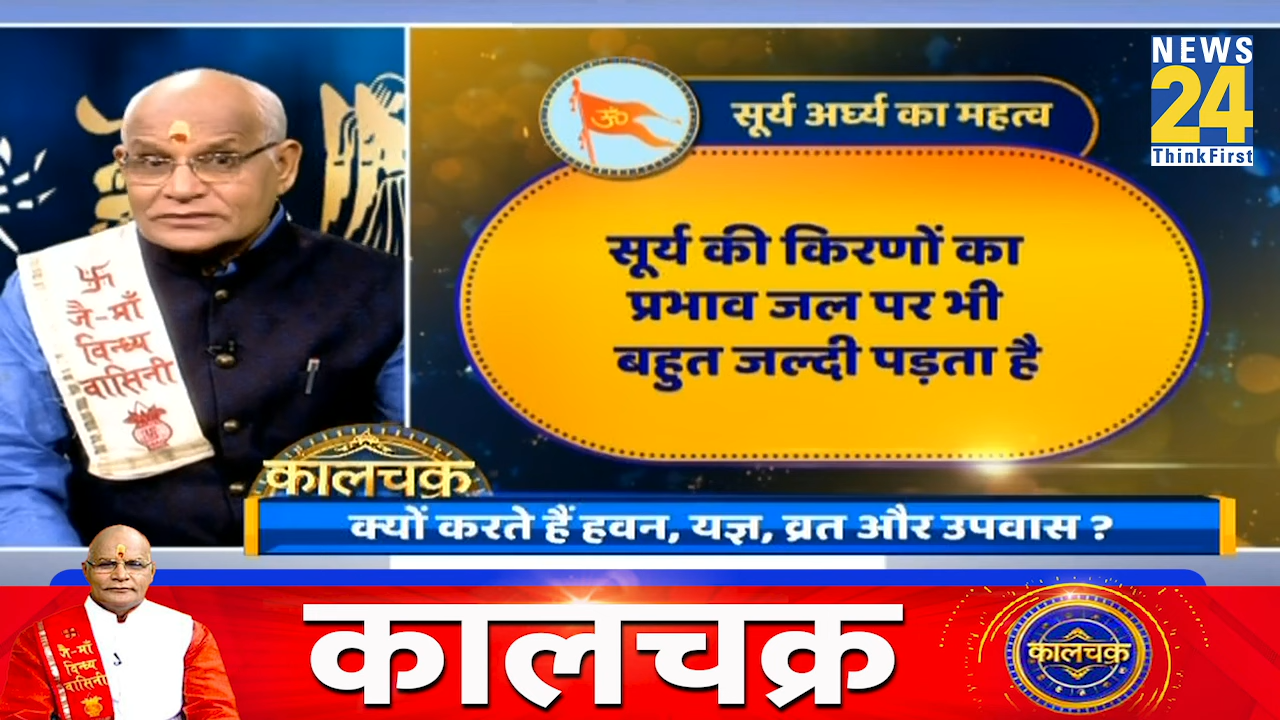 NEWS
24
ThinkFirst
सूर्य अर्घ्य का महत्व
ॐ
सूर्य की किरणों का
प्रभाव जल पर भी
बहुत जल्दी पड़ता है
जै-माँ
विन्ध्य
वासिनी
कालचक्र
क्यों करते हैं हवन, यज्ञ, व्रत और उपवास ?
जै-माँ
विन्ध्य
वासिनी
कालचक्र
कालचक्र